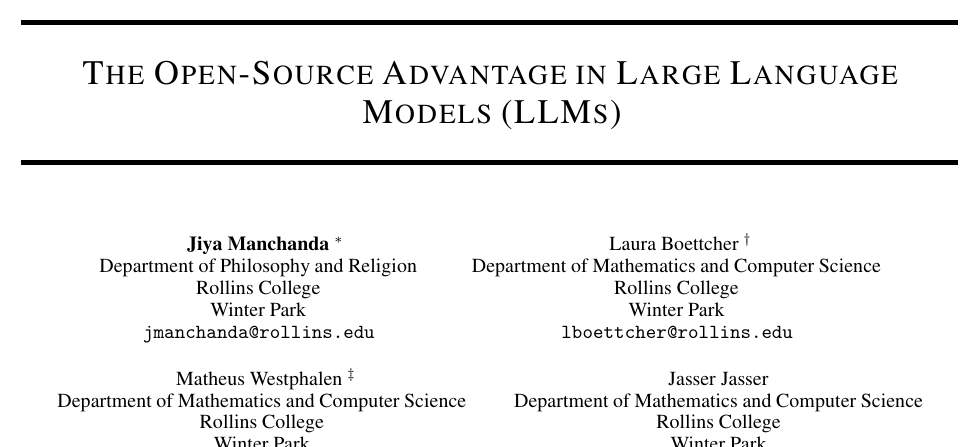 THE OPEN-SOURCE ADVANTAGE IN LARGE LANGUAGE
MODELS (LLMS)
Jiya Manchanda *
Department of Philosophy and Religion
Rollins College
Winter Park
jmanchanda@rollins.edu
Laura Boettcher †
Department of Mathematics and Computer Science
Rollins College
Winter Park
lboettcher@rollins.edu
Matheus Westphalen ‡
Department of Mathematics and Computer Science
Rollins College
Winter Park
Jasser Jasser
Department of Mathematics and Computer Science
Rollins College
Winter Park